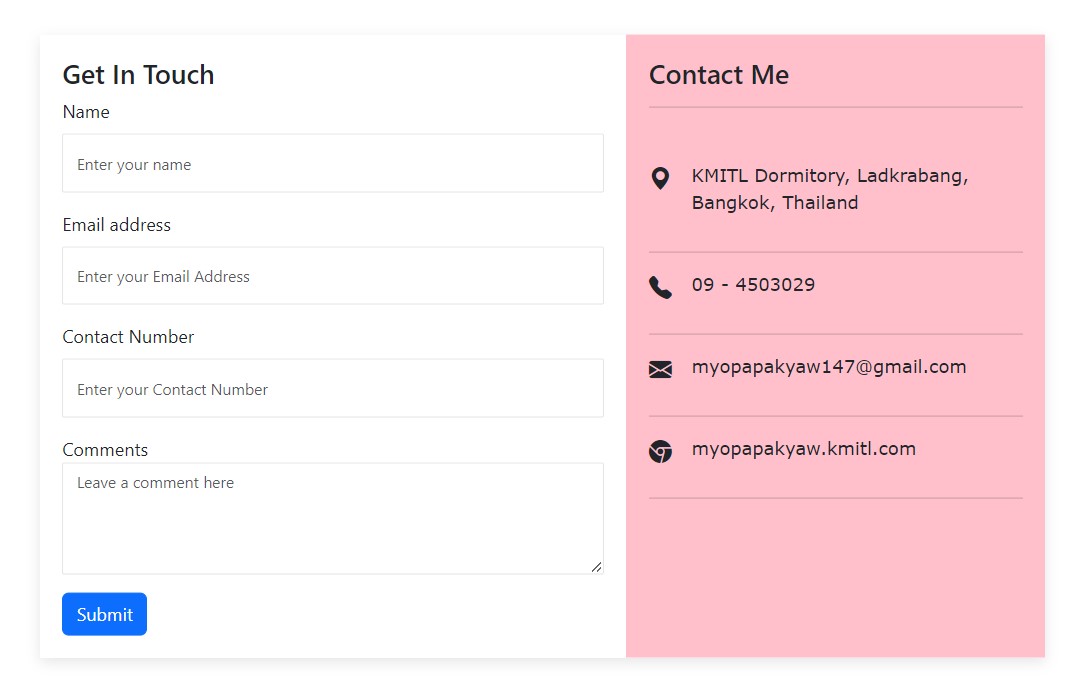 Get In Touch
Name
Enter your name
Email address
Enter your Email Address
Contact Number
Enter your Contact Number
Comments
Leave a comment here
Submit
Contact Me
KMITL Dormitory, Ladkrabang,
Bangkok, Thailand
09 - 4503029
myopapakyaw147@gmail.com
myopapakyaw.kmitl.com